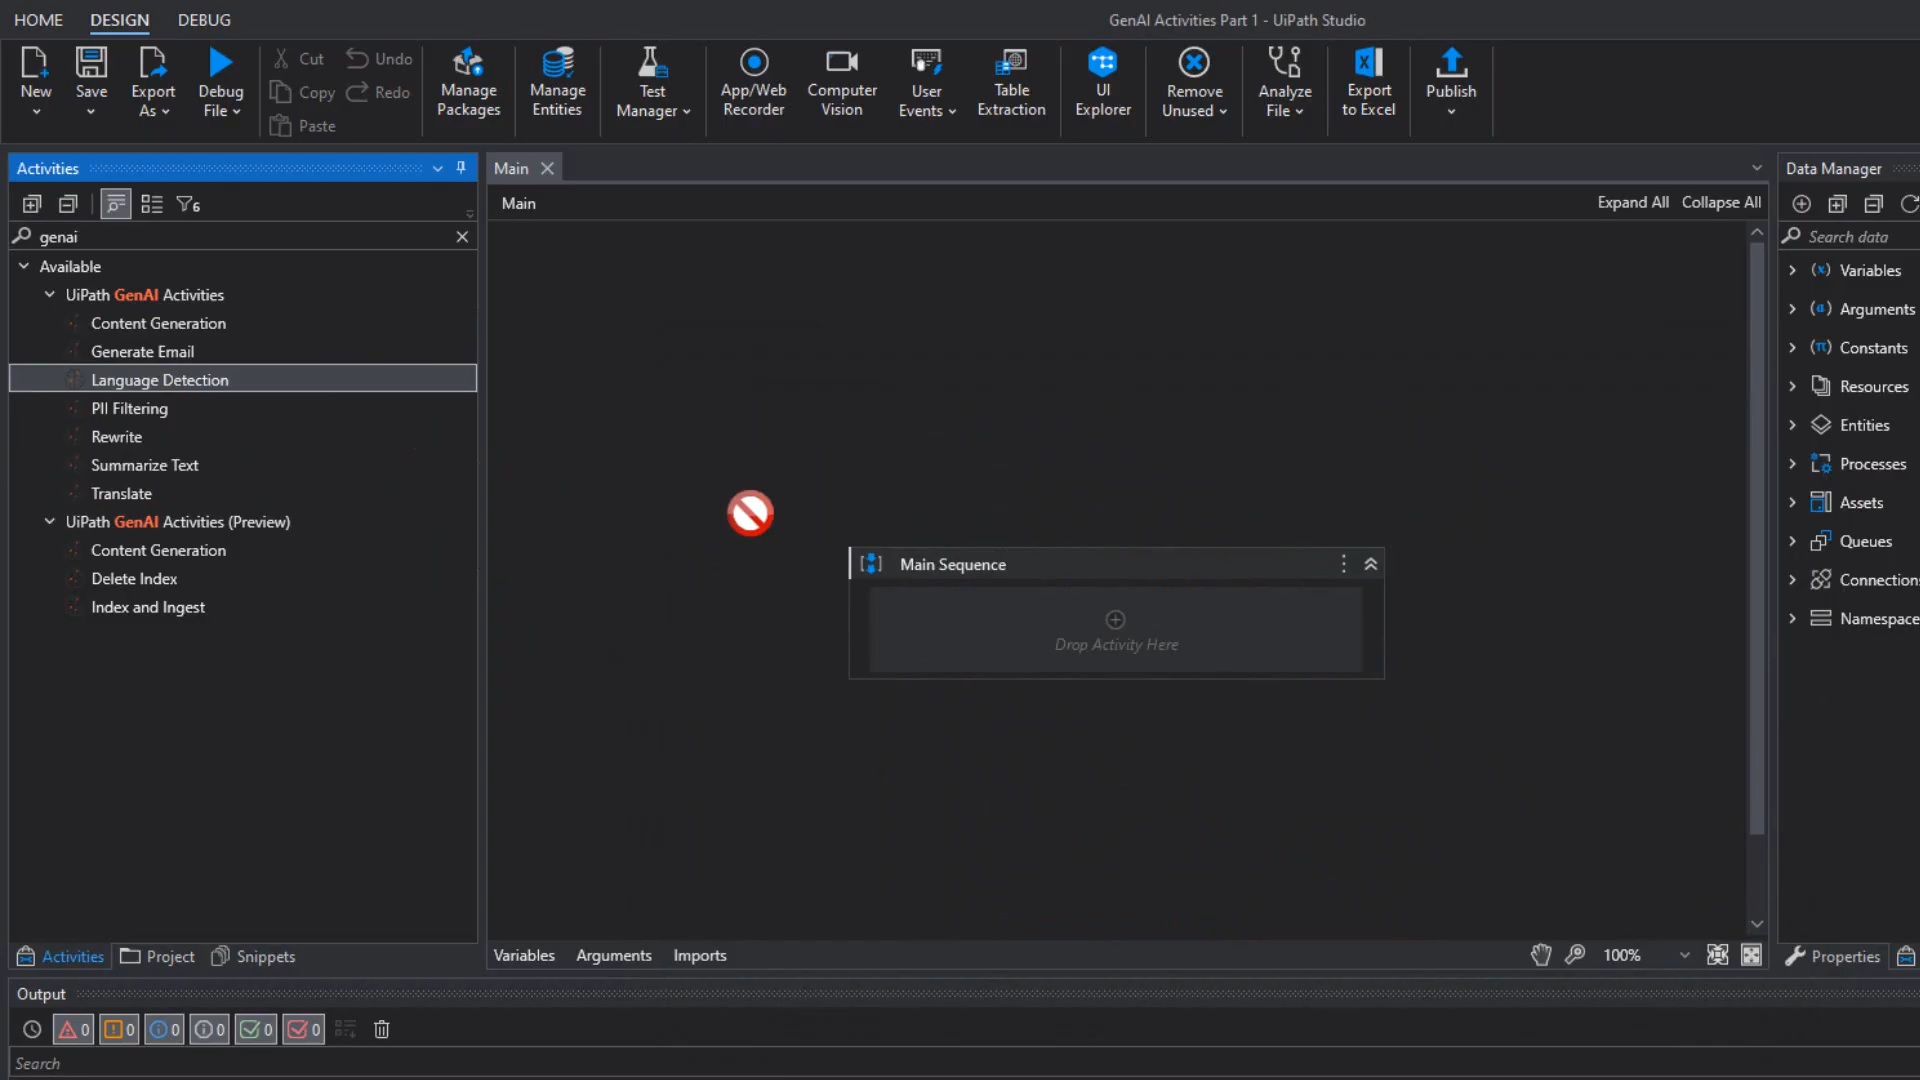 HOME DESIGN DEBUG
GenAI Activities Part 1 - UiPath Studio
New
Save
Export As
Debug File
Cut
Copy
Paste
Undo
Redo
Manage Packages
Manage Entities
Test Manager
App/Web Recorder
Computer Vision
User Events
Table Extraction
UI Explorer
Remove Unused
Analyze File
Export to Excel
Publish
Activities
6
genai
Available
UiPath GenAI Activities
Content Generation
Generate Email
Language Detection
PII Filtering
Rewrite
Summarize Text
Translate
UiPath GenAI Activities (Preview)
Content Generation
Delete Index
Index and Ingest
Activities Project Snippets
Main
Main
Expand All Collapse All
Main Sequence
Drop Activity Here
Variables Arguments Imports
100%
Data Manager
Search data
Variables
Arguments
Constants
Resources
Entities
Processes
Assets
Queues
Connections
Namespace
Properties
Output
0 0 0 0 0 0
Search